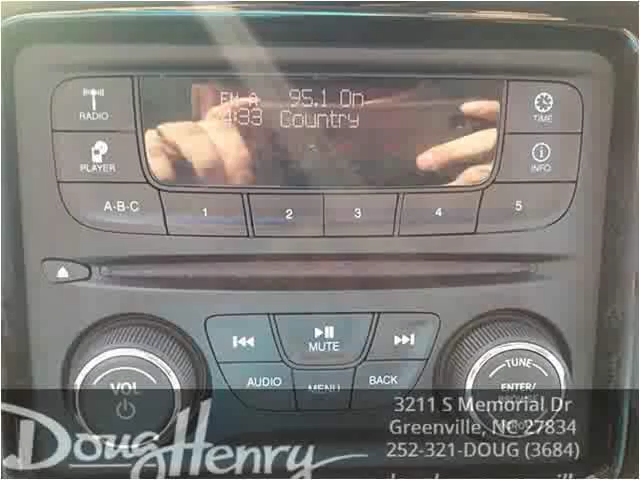 RADIO
FM-A 95.1 On
4:33 Country
TIME
PLAYER
INFO
A-B-C 1 2 3 4 5
MUTE
AUDIO MENU BACK
VOL
TUNE
ENTER/
BROWSE
3211 S Memorial Dr
Greenville, NC 27834
252-321-DOUG (3684)
Doug Henry